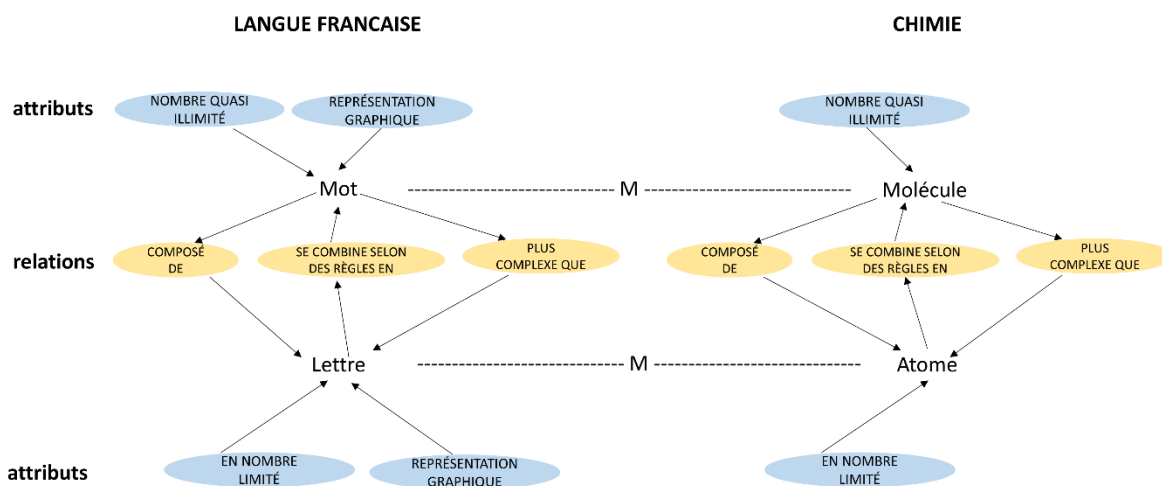 LANGUE FRANCAISE
CHIMIE
attributs
NOMBRE QUASI
ILLIMITÉ
REPRÉSENTATION
GRAPHIQUE
NOMBRE QUASI
ILLIMITÉ
Mot
M
Molécule
relations
COMPOSÉ
DE
SE COMBINE SELON
DES RÈGLES EN
PLUS
COMPLEXE QUE
COMPOSÉ
DE
SE COMBINE SELON
DES RÈGLES EN
PLUS
COMPLEXE QUE
Lettre
M
Atome
attributs
EN NOMBRE
LIMITÉ
REPRÉSENTATION
GRAPHIQUE
EN NOMBRE
LIMITÉ